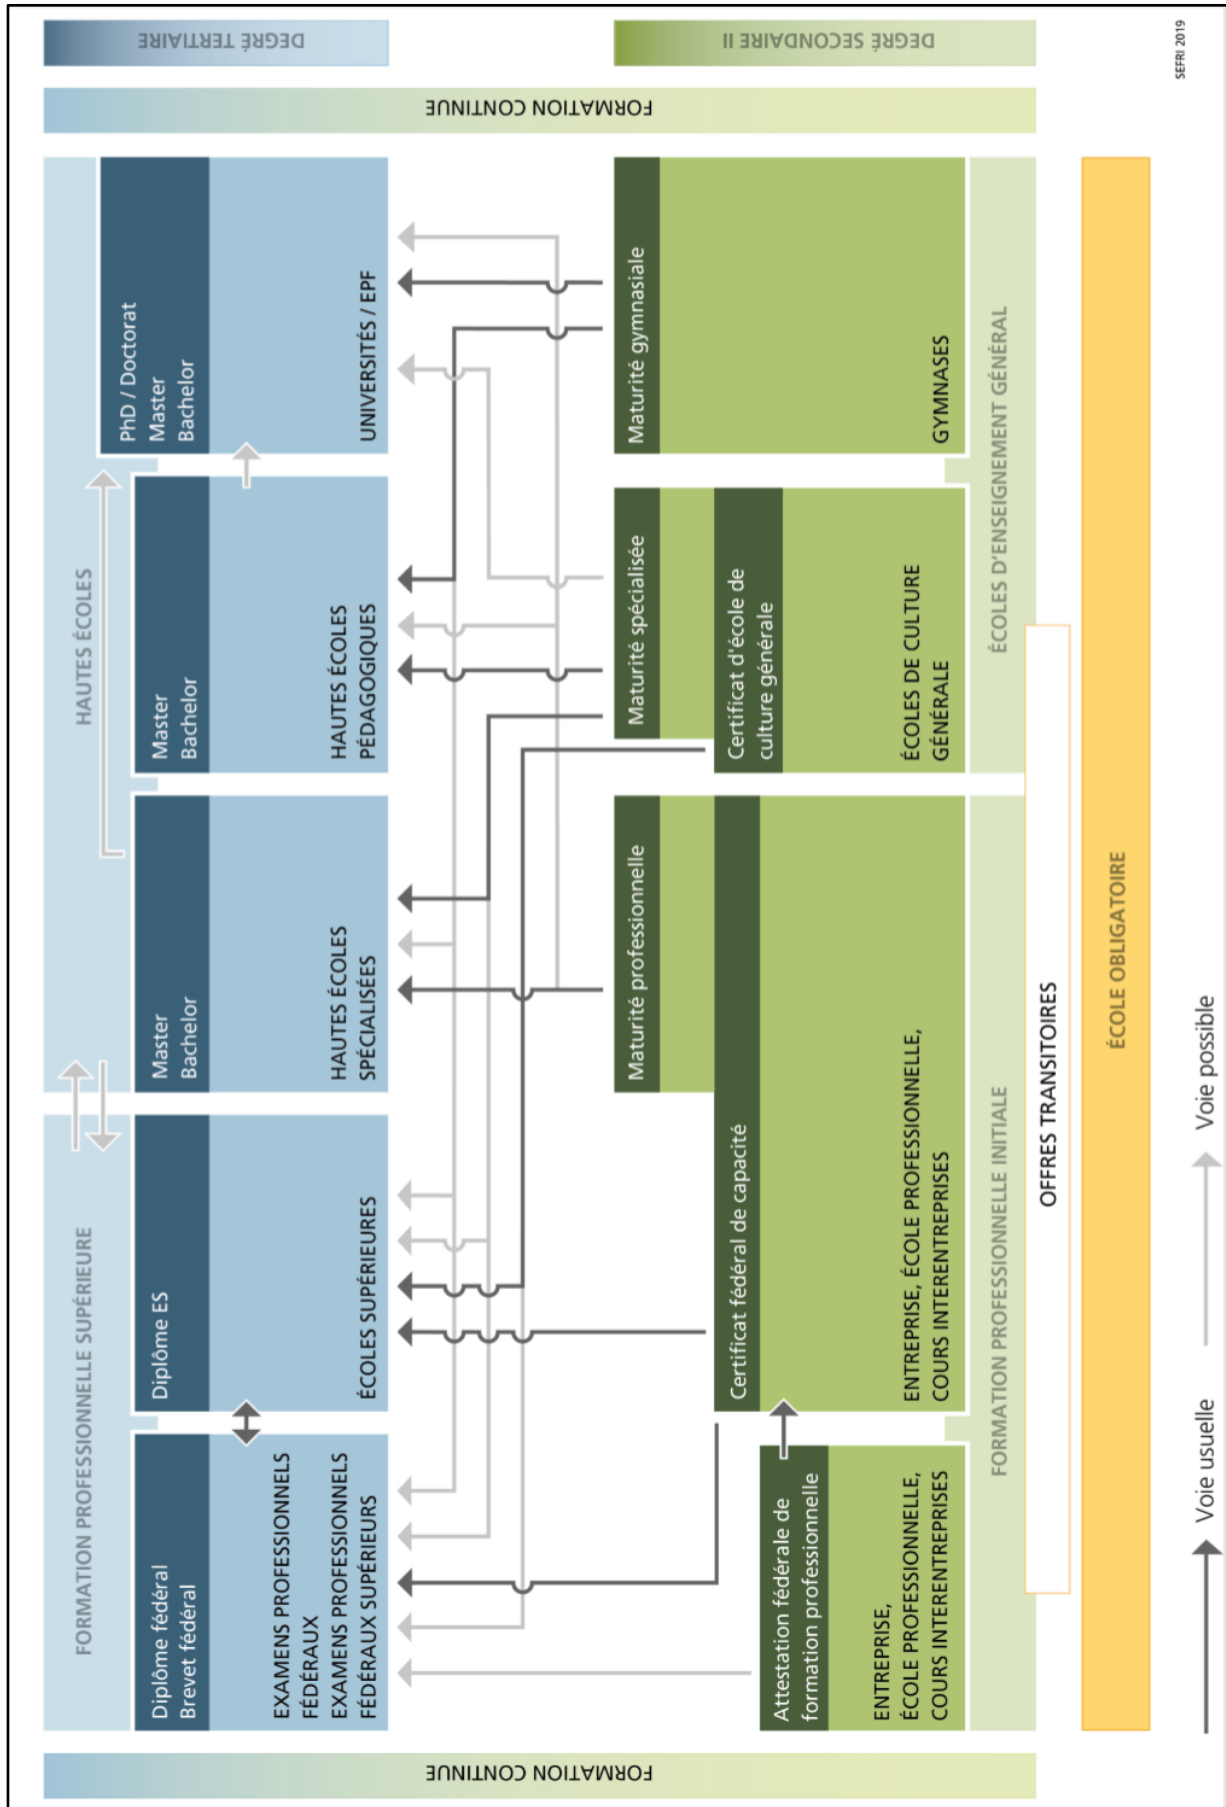 FORMATION CONTINUE
FORMATION PROFESSIONNELLE SUPÉRIEURE
HAUTES ÉCOLES
Diplôme fédéral
Brevet fédéral
EXAMENS PROFESSIONNELS
FÉDÉRAUX
EXAMENS PROFESSIONNELS
FÉDÉRAUX SUPÉRIEURS
Diplôme ES
ÉCOLES SUPÉRIEURES
Master
Bachelor
HAUTES ÉCOLES
SPÉCIALISÉES
Master
Bachelor
HAUTES ÉCOLES
PÉDAGOGIQUES
PhD / Doctorat
Master
Bachelor
UNIVERSITÉS / EPF
FORMATION CONTINUE
DEGRÉ TERTIAIRE
DEGRÉ SECONDAIRE II
Attestation fédérale de
formation professionnelle
ENTREPRISE,
ÉCOLE PROFESSIONNELLE,
COURS INTERENTREPRISES
Maturité professionnelle
Certificat fédéral de capacité
ENTREPRISE, ÉCOLE PROFESSIONNELLE,
COURS INTERENTREPRISES
Maturité spécialisée
Certificat d'école de
culture générale
ÉCOLES DE CULTURE
GÉNÉRALE
Maturité gymnasiale
GYMNASES
FORMATION PROFESSIONNELLE INITIALE
ÉCOLES D'ENSEIGNEMENT GÉNÉRAL
OFFRES TRANSITOIRES
ÉCOLE OBLIGATOIRE
Voie usuelle
Voie possible
SEFRI 2019